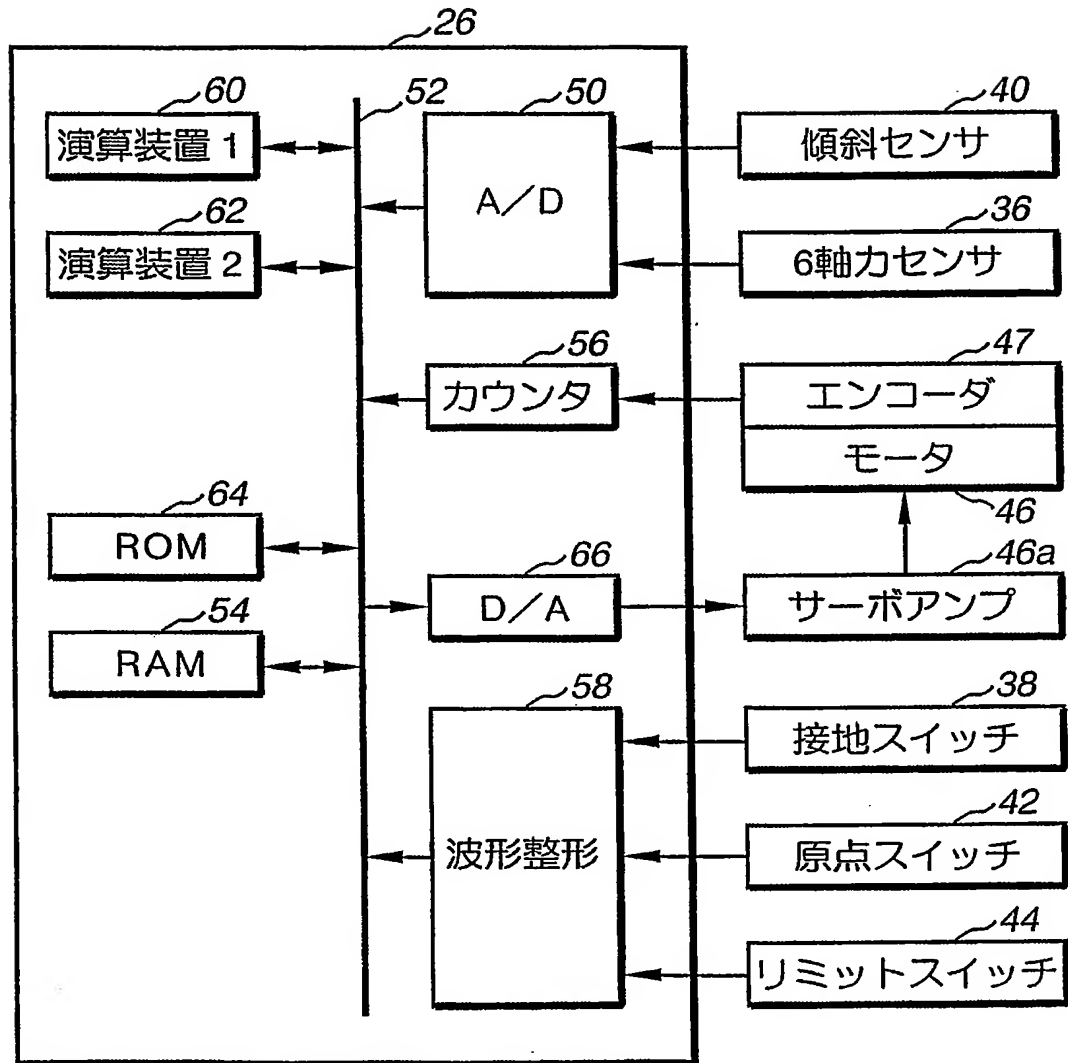 26
60
演算装置1
52
50
A/D
40
傾斜センサ
62
演算装置2
36
6軸力センサ
56
カウンタ
47
エンコーダ
モータ
46
64
ROM
66
D/A
46a
サーボアンプ
54
RAM
58
波形整形
38
接地スイッチ
42
原点スイッチ
44
リミットスイッチ